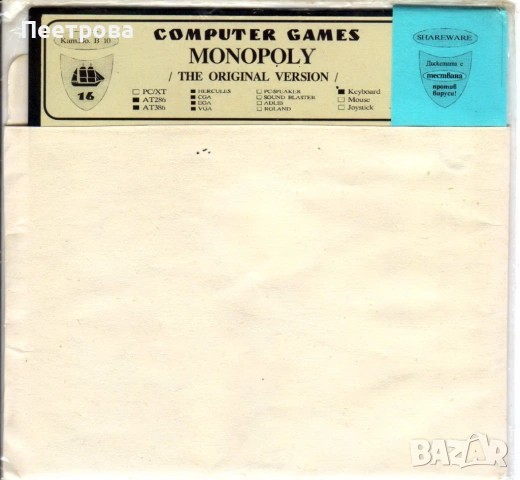 Пеетрова
B 10
16
COMPUTER GAMES
MONOPOLY
/ THE ORIGINAL VERSION /
PC/XT
AT286
AT386
HERCULES
CGA
EGA
VGA
PC-SPEAKER
SOUND BLASTER
ADLIB
ROLAND
Keyboard
Mouse
Joystick
SHAREWARE
Дискетата е
тествана
против
вируси!
BAZAR